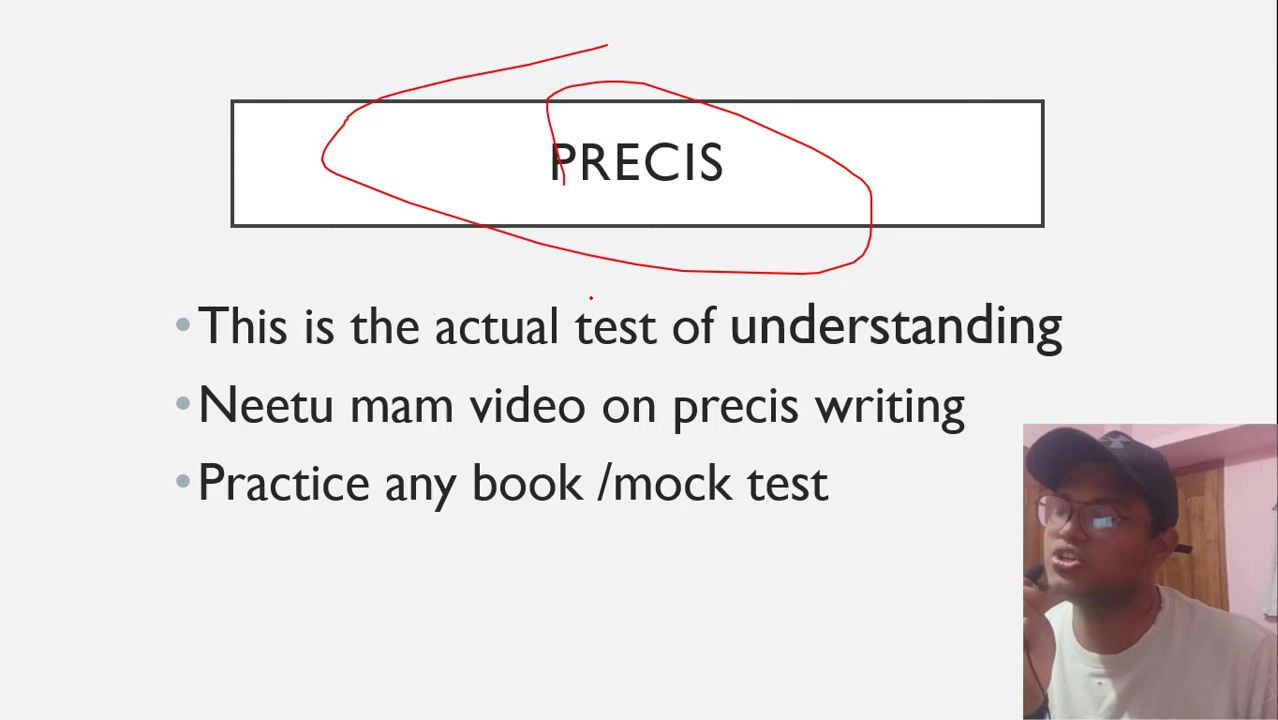 PRECIS
• This is the actual test of understanding
• Neetu mam video on precis writing
• Practice any book /mock test